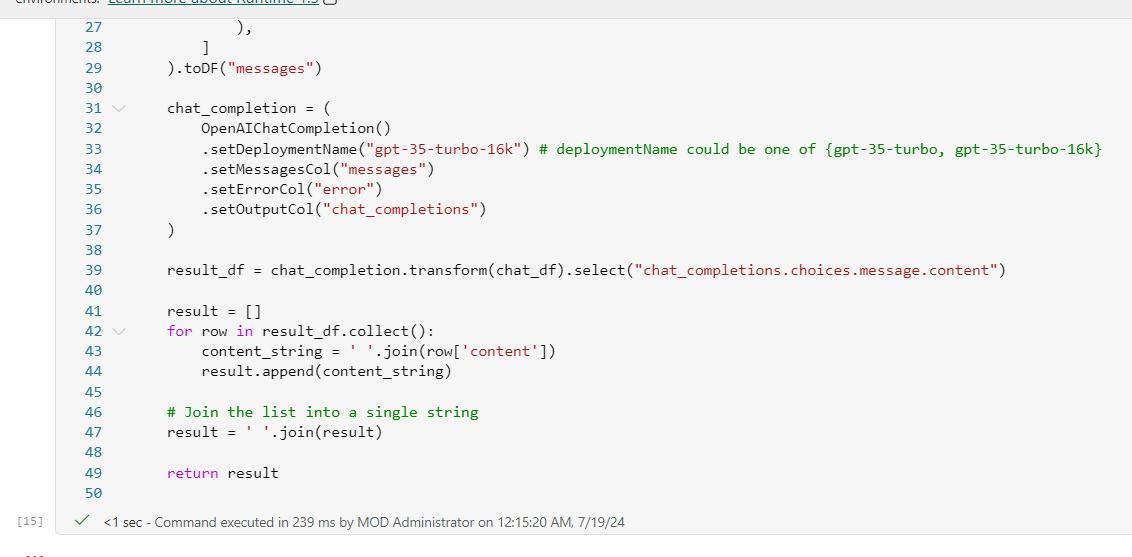 environments. Learn more about Runtime 1.3
27 ),
28 ]
29 ).toDF("messages")
30
31 chat_completion = (
32 OpenAIChatCompletion()
33 .setDeploymentName("gpt-35-turbo-16k") # deploymentName could be one of {gpt-35-turbo, gpt-35-turbo-16k}
34 .setMessagesCol("messages")
35 .setErrorCol("error")
36 .setOutputCol("chat_completions")
37 )
38
39 result_df = chat_completion.transform(chat_df).select("chat_completions.choices.message.content")
40
41 result = []
42 for row in result_df.collect():
43 content_string = ' '.join(row['content'])
44 result.append(content_string)
45
46 # Join the list into a single string
47 result = ' '.join(result)
48
49 return result
50
[15] <1 sec - Command executed in 239 ms by MOD Administrator on 12:15:20 AM, 7/19/24
...